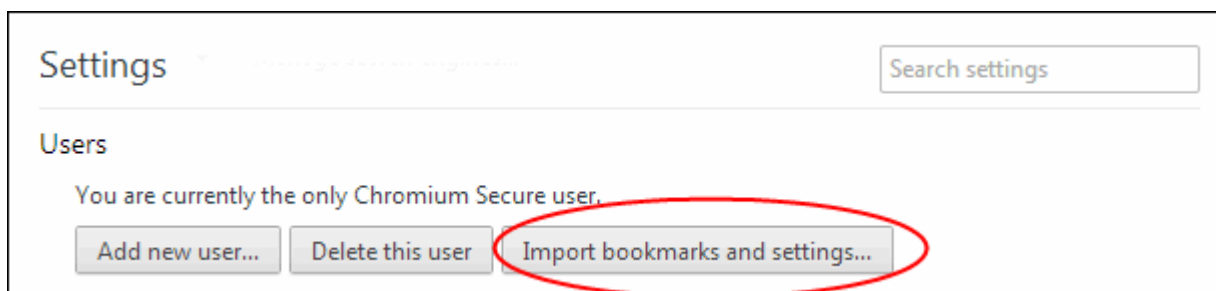 Settings
Search settings
Users
You are currently the only Chromium Secure user.
Add new user... Delete this user Import bookmarks and settings...